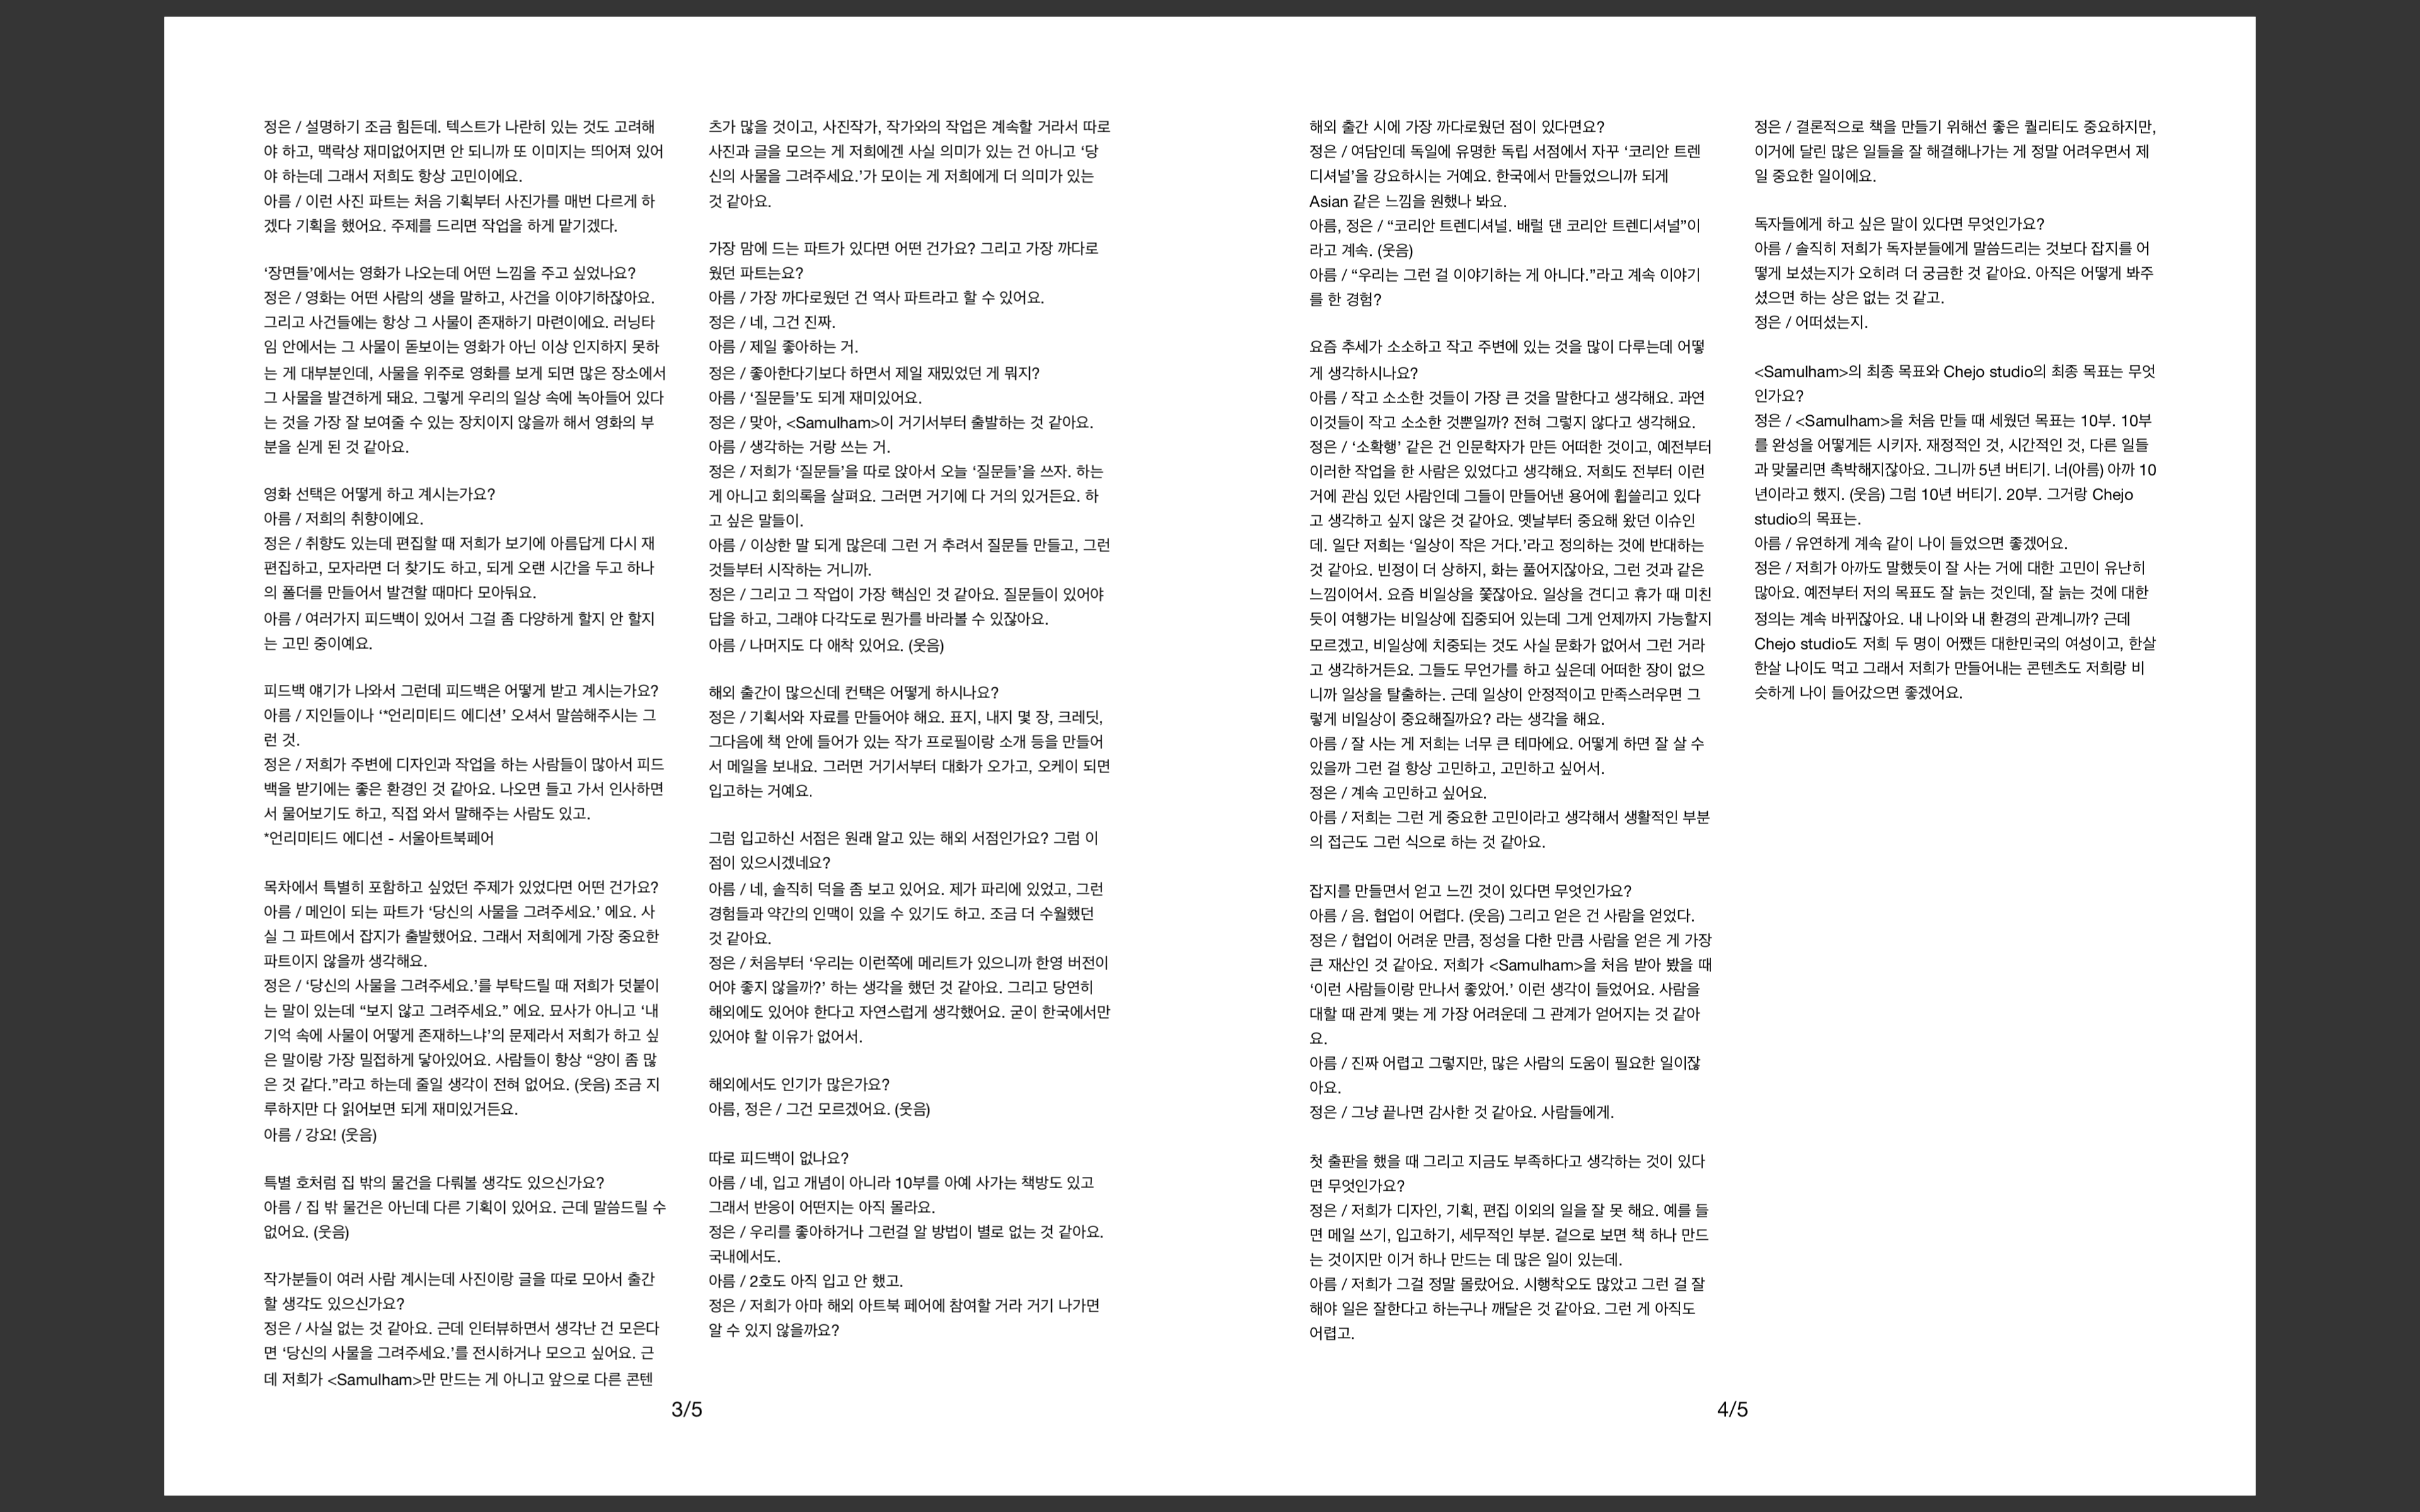 정은 / 설명하기 조금 힘든데. 텍스트가 나란히 있는 것도 고려해
야 하고, 맥락상 재미없어지면 안 되니까 또 이미지는 띄어져 있어
야 하는데 그래서 저희도 항상 고민이에요.
아름 / 이런 사진 파트는 처음 기획부터 사진가를 매번 다르게 하
겠다 기획을 했어요. 주제를 드리면 작업을 하게 맡기겠다.
‘장면들’에서는 영화가 나오는데 어떤 느낌을 주고 싶었나요?
정은 / 영화는 어떤 사람의 생을 말하고, 사건을 이야기하잖아요.
그리고 사건들에는 항상 그 사물이 존재하기 마련이에요. 러닝타
임 안에서는 그 사물이 돋보이는 영화가 아닌 이상 인지하지 못하
는 게 대부분인데, 사물을 위주로 영화를 보게 되면 많은 장소에서
그 사물을 발견하게 돼요. 그렇게 우리의 일상 속에 녹아들어 있다
는 것을 가장 잘 보여줄 수 있는 장치이지 않을까 해서 영화의 부
분을 싣게 된 것 같아요.
영화 선택은 어떻게 하고 계시는가요?
아름 / 저희의 취향이에요.
정은 / 취향도 있는데 편집할 때 저희가 보기에 아름답게 다시 재
편집하고, 모자라면 더 찾기도 하고, 되게 오랜 시간을 두고 하나
의 폴더를 만들어서 발견할 때마다 모아둬요.
아름 / 여러가지 피드백이 있어서 그걸 좀 다양하게 할지 안 할지
는 고민 중이예요.
피드백 얘기가 나와서 그런데 피드백은 어떻게 받고 계시는가요?
아름 / 지인들이나 ‘*언리미티드 에디션’ 오셔서 말씀해주시는 그
런 것.
정은 / 저희가 주변에 디자인과 작업을 하는 사람들이 많아서 피드
백을 받기에는 좋은 환경인 것 같아요. 나오면 들고 가서 인사하면
서 물어보기도 하고, 직접 와서 말해주는 사람도 있고.
*언리미티드 에디션 - 서울아트북페어
목차에서 특별히 포함하고 싶었던 주제가 있었다면 어떤 건가요?
아름 / 메인이 되는 파트가 ‘당신의 사물을 그려주세요.’ 에요. 사
실 그 파트에서 잡지가 출발했어요. 그래서 저희에게 가장 중요한
파트이지 않을까 생각해요.
정은 / ‘당신의 사물을 그려주세요.’를 부탁드릴 때 저희가 덧붙이
는 말이 있는데 “보지 않고 그려주세요.” 에요. 묘사가 아니고 ‘내
기억 속에 사물이 어떻게 존재하느냐’의 문제라서 저희가 하고 싶
은 말이랑 가장 밀접하게 닿아있어요. 사람들이 항상 “양이 좀 많
은 것 같다.”라고 하는데 줄일 생각이 전혀 없어요. (웃음) 조금 지
루하지만 다 읽어보면 되게 재미있거든요.
아름 / 강요! (웃음)
특별 호처럼 집 밖의 물건을 다뤄볼 생각도 있으신가요?
아름 / 집 밖 물건은 아닌데 다른 기획이 있어요. 근데 말씀드릴 수
없어요. (웃음)
작가분들이 여러 사람 계시는데 사진이랑 글을 따로 모아서 출간
할 생각도 있으신가요?
정은 / 사실 없는 것 같아요. 근데 인터뷰하면서 생각난 건 모은다
면 ‘당신의 사물을 그려주세요.’를 전시하거나 모으고 싶어요. 근
데 저희가 <Samulham>만 만드는 게 아니고 앞으로 다른 콘텐
츠가 많을 것이고, 사진작가, 작가와의 작업은 계속할 거라서 따로
사진과 글을 모으는 게 저희에겐 사실 의미가 있는 건 아니고 ‘당
신의 사물을 그려주세요.’가 모이는 게 저희에게 더 의미가 있는
것 같아요.
가장 맘에 드는 파트가 있다면 어떤 건가요? 그리고 가장 까다로
웠던 파트는요?
아름 / 가장 까다로웠던 건 역사 파트라고 할 수 있어요.
정은 / 네, 그건 진짜.
아름 / 제일 좋아하는 거.
정은 / 좋아한다기보다 하면서 제일 재밌었던 게 뭐지?
아름 / ‘질문들’도 되게 재미있어요.
정은 / 맞아, <Samulham>이 거기서부터 출발하는 것 같아요.
아름 / 생각하는 거랑 쓰는 거.
정은 / 저희가 ‘질문들’을 따로 앉아서 오늘 ‘질문들’을 쓰자. 하는
게 아니고 회의록을 살펴요. 그러면 거기에 다 거의 있거든요. 하
고 싶은 말들이.
아름 / 이상한 말 되게 많은데 그런 거 추려서 질문들 만들고, 그런
것들부터 시작하는 거니까.
정은 / 그리고 그 작업이 가장 핵심인 것 같아요. 질문들이 있어야
답을 하고, 그래야 다각도로 뭔가를 바라볼 수 있잖아요.
아름 / 나머지도 다 애착 있어요. (웃음)
해외 출간이 많으신데 컨택은 어떻게 하시나요?
정은 / 기획서와 자료를 만들어야 해요. 표지, 내지 몇 장, 크레딧,
그다음에 책 안에 들어가 있는 작가 프로필이랑 소개 등을 만들어
서 메일을 보내요. 그러면 거기서부터 대화가 오가고, 오케이 되면
입고하는 거예요.
그럼 입고하신 서점은 원래 알고 있는 해외 서점인가요? 그럼 이
점이 있으시겠네요?
아름 / 네, 솔직히 덕을 좀 보고 있어요. 제가 파리에 있었고, 그런
경험들과 약간의 인맥이 있을 수 있기도 하고. 조금 더 수월했던
것 같아요.
정은 / 처음부터 ‘우리는 이런쪽에 메리트가 있으니까 한영 버전이
어야 좋지 않을까?’ 하는 생각을 했던 것 같아요. 그리고 당연히
해외에도 있어야 한다고 자연스럽게 생각했어요. 굳이 한국에서만
있어야 할 이유가 없어서.
해외에서도 인기가 많은가요?
아름, 정은 / 그건 모르겠어요. (웃음)
따로 피드백이 없나요?
아름 / 네, 입고 개념이 아니라 10부를 아예 사가는 책방도 있고
그래서 반응이 어떤지는 아직 몰라요.
정은 / 우리를 좋아하거나 그런걸 알 방법이 별로 없는 것 같아요.
국내에서도.
아름 / 2호도 아직 입고 안 했고.
정은 / 저희가 아마 해외 아트북 페어에 참여할 거라 거기 나가면
알 수 있지 않을까요?
3/5
해외 출간 시에 가장 까다로웠던 점이 있다면요?
정은 / 여담인데 독일에 유명한 독립 서점에서 자꾸 ‘코리안 트렌
디셔널’을 강요하시는 거예요. 한국에서 만들었으니까 되게
Asian 같은 느낌을 원했나 봐요.
아름, 정은 / “코리안 트렌디셔널. 배럴 댄 코리안 트렌디셔널”이
라고 계속. (웃음)
아름 / “우리는 그런 걸 이야기하는 게 아니다.”라고 계속 이야기
를 한 경험?
요즘 추세가 소소하고 작고 주변에 있는 것을 많이 다루는데 어떻
게 생각하시나요?
아름 / 작고 소소한 것들이 가장 큰 것을 말한다고 생각해요. 과연
이것들이 작고 소소한 것뿐일까? 전혀 그렇지 않다고 생각해요.
정은 / ‘소확행’ 같은 건 인문학자가 만든 어떠한 것이고, 예전부터
이러한 작업을 한 사람은 있었다고 생각해요. 저희도 전부터 이런
거에 관심 있던 사람인데 그들이 만들어낸 용어에 휩쓸리고 있다
고 생각하고 싶지 않은 것 같아요. 옛날부터 중요해 왔던 이슈인
데. 일단 저희는 ‘일상이 작은 거다.’라고 정의하는 것에 반대하는
것 같아요. 빈정이 더 상하지, 화는 풀어지잖아요, 그런 것과 같은
느낌이어서. 요즘 비일상을 쫓잖아요. 일상을 견디고 휴가 때 미친
듯이 여행가는 비일상에 집중되어 있는데 그게 언제까지 가능할지
모르겠고, 비일상에 치중되는 것도 사실 문화가 없어서 그런 거라
고 생각하거든요. 그들도 무언가를 하고 싶은데 어떠한 장이 없으
니까 일상을 탈출하는. 근데 일상이 안정적이고 만족스러우면 그
렇게 비일상이 중요해질까요? 라는 생각을 해요.
아름 / 잘 사는 게 저희는 너무 큰 테마에요. 어떻게 하면 잘 살 수
있을까 그런 걸 항상 고민하고, 고민하고 싶어서.
정은 / 계속 고민하고 싶어요.
아름 / 저희는 그런 게 중요한 고민이라고 생각해서 생활적인 부분
의 접근도 그런 식으로 하는 것 같아요.
잡지를 만들면서 얻고 느낀 것이 있다면 무엇인가요?
아름 / 음. 협업이 어렵다. (웃음) 그리고 얻은 건 사람을 얻었다.
정은 / 협업이 어려운 만큼, 정성을 다한 만큼 사람을 얻은 게 가장
큰 재산인 것 같아요. 저희가 <Samulham>을 처음 받아 봤을 때
‘이런 사람들이랑 만나서 좋았어.’ 이런 생각이 들었어요. 사람을
대할 때 관계 맺는 게 가장 어려운데 그 관계가 얻어지는 것 같아
요.
아름 / 진짜 어렵고 그렇지만, 많은 사람의 도움이 필요한 일이잖
아요.
정은 / 그냥 끝나면 감사한 것 같아요. 사람들에게.
첫 출판을 했을 때 그리고 지금도 부족하다고 생각하는 것이 있다
면 무엇인가요?
정은 / 저희가 디자인, 기획, 편집 이외의 일을 잘 못 해요. 예를 들
면 메일 쓰기, 입고하기, 세무적인 부분. 겉으로 보면 책 하나 만드
는 것이지만 이거 하나 만드는 데 많은 일이 있는데.
아름 / 저희가 그걸 정말 몰랐어요. 시행착오도 많았고 그런 걸 잘
해야 일은 잘한다고 하는구나 깨달은 것 같아요. 그런 게 아직도
어렵고.
정은 / 결론적으로 책을 만들기 위해선 좋은 퀄리티도 중요하지만,
이거에 달린 많은 일들을 잘 해결해나가는 게 정말 어려우면서 제
일 중요한 일이에요.
독자들에게 하고 싶은 말이 있다면 무엇인가요?
아름 / 솔직히 저희가 독자분들에게 말씀드리는 것보다 잡지를 어
떻게 보셨는지가 오히려 더 궁금한 것 같아요. 아직은 어떻게 봐주
셨으면 하는 상은 없는 것 같고.
정은 / 어떠셨는지.
<Samulham>의 최종 목표와 Chejo studio의 최종 목표는 무엇
인가요?
정은 / <Samulham>을 처음 만들 때 세웠던 목표는 10부. 10부
를 완성을 어떻게든 시키자. 재정적인 것, 시간적인 것, 다른 일들
과 맞물리면 촉박해지잖아요. 그니까 5년 버티기. 너(아름) 아까 10
년이라고 했지. (웃음) 그럼 10년 버티기. 20부. 그거랑 Chejo
studio의 목표는.
아름 / 유연하게 계속 같이 나이 들었으면 좋겠어요.
정은 / 저희가 아까도 말했듯이 잘 사는 거에 대한 고민이 유난히
많아요. 예전부터 저의 목표도 잘 늙는 것인데, 잘 늙는 것에 대한
정의는 계속 바뀌잖아요. 내 나이와 내 환경의 관계니까? 근데
Chejo studio도 저희 두 명이 어쨌든 대한민국의 여성이고, 한살
한살 나이도 먹고 그래서 저희가 만들어내는 콘텐츠도 저희랑 비
슷하게 나이 들어갔으면 좋겠어요.
4/5